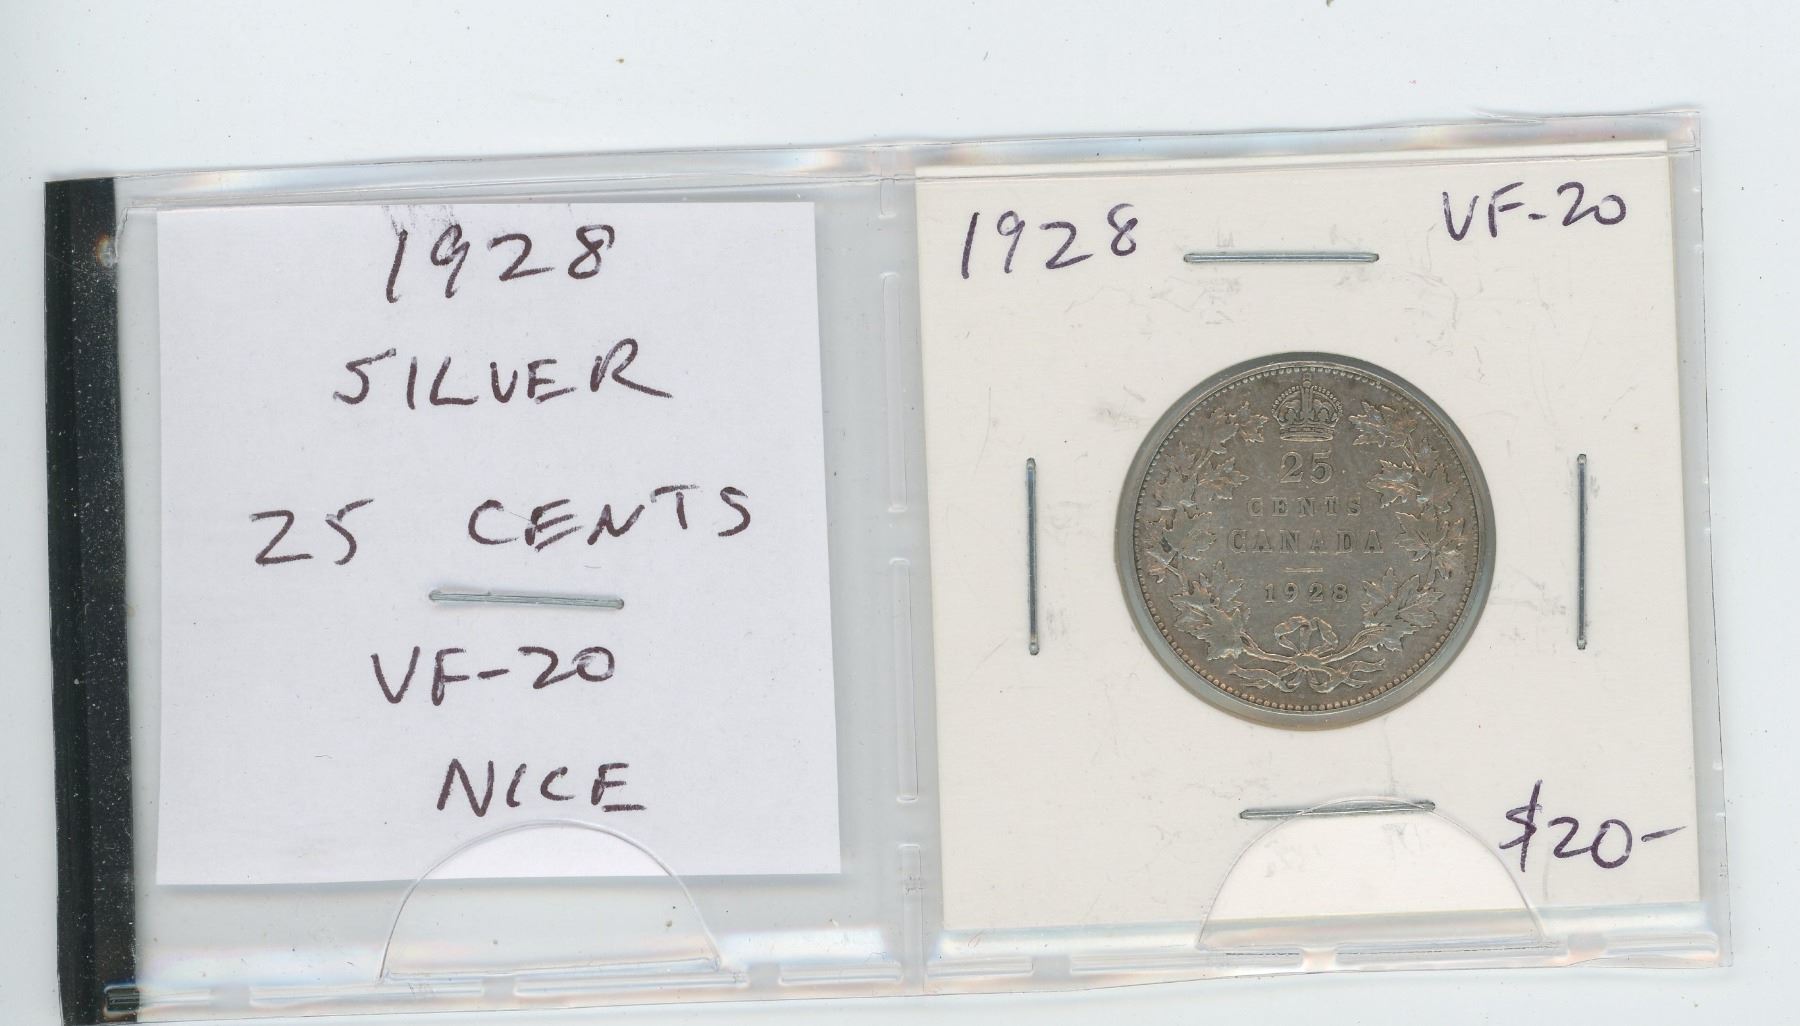 1928
SILVER
25 CENTS
VF-20
NICE
1928 VF-20
25
CENTS
CANADA
1928
$20-